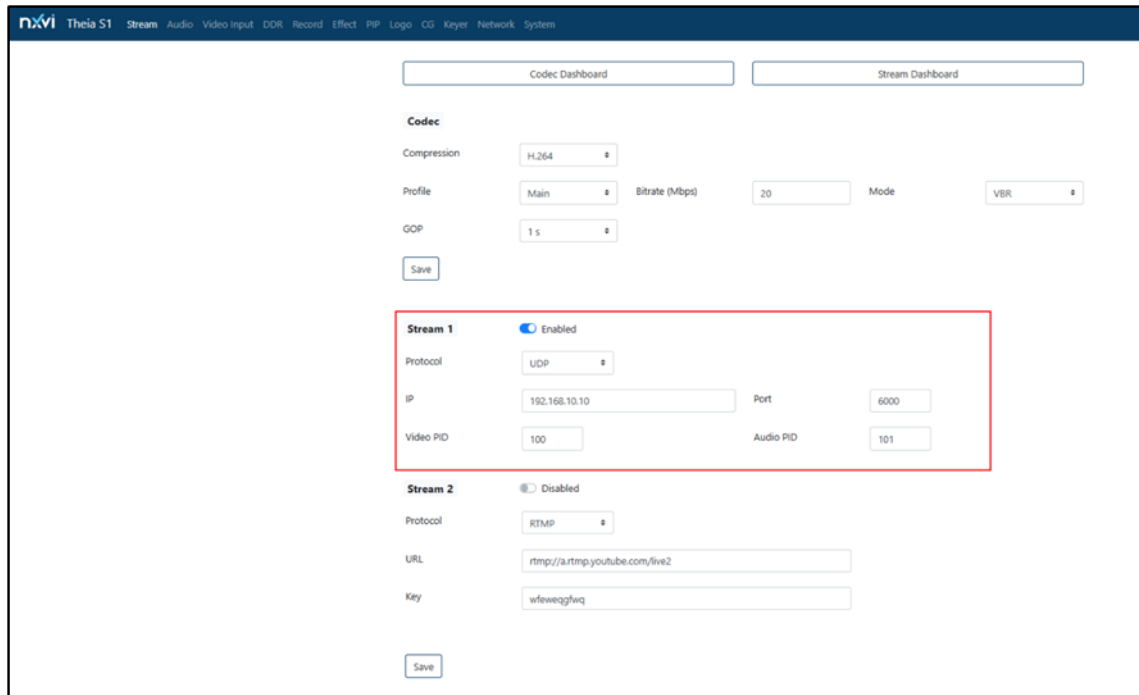 nxvi Theia S1 Stream Audio Video Input DDR Record Effect PIP Logo CG Keyer Network System
Codec Dashboard Stream Dashboard
Codec
Compression H.264
Profile Main Bitrate (Mbps) 20 Mode VBR
GOP 1 s
Save
Stream 1 Enabled
Protocol UDP
IP 192.168.10.10 Port 6000
Video PID 100 Audio PID 101
Stream 2 Disabled
Protocol RTMP
URL rtmp://a.rtmp.youtube.com/live2
Key wfeweqgfwq
Save